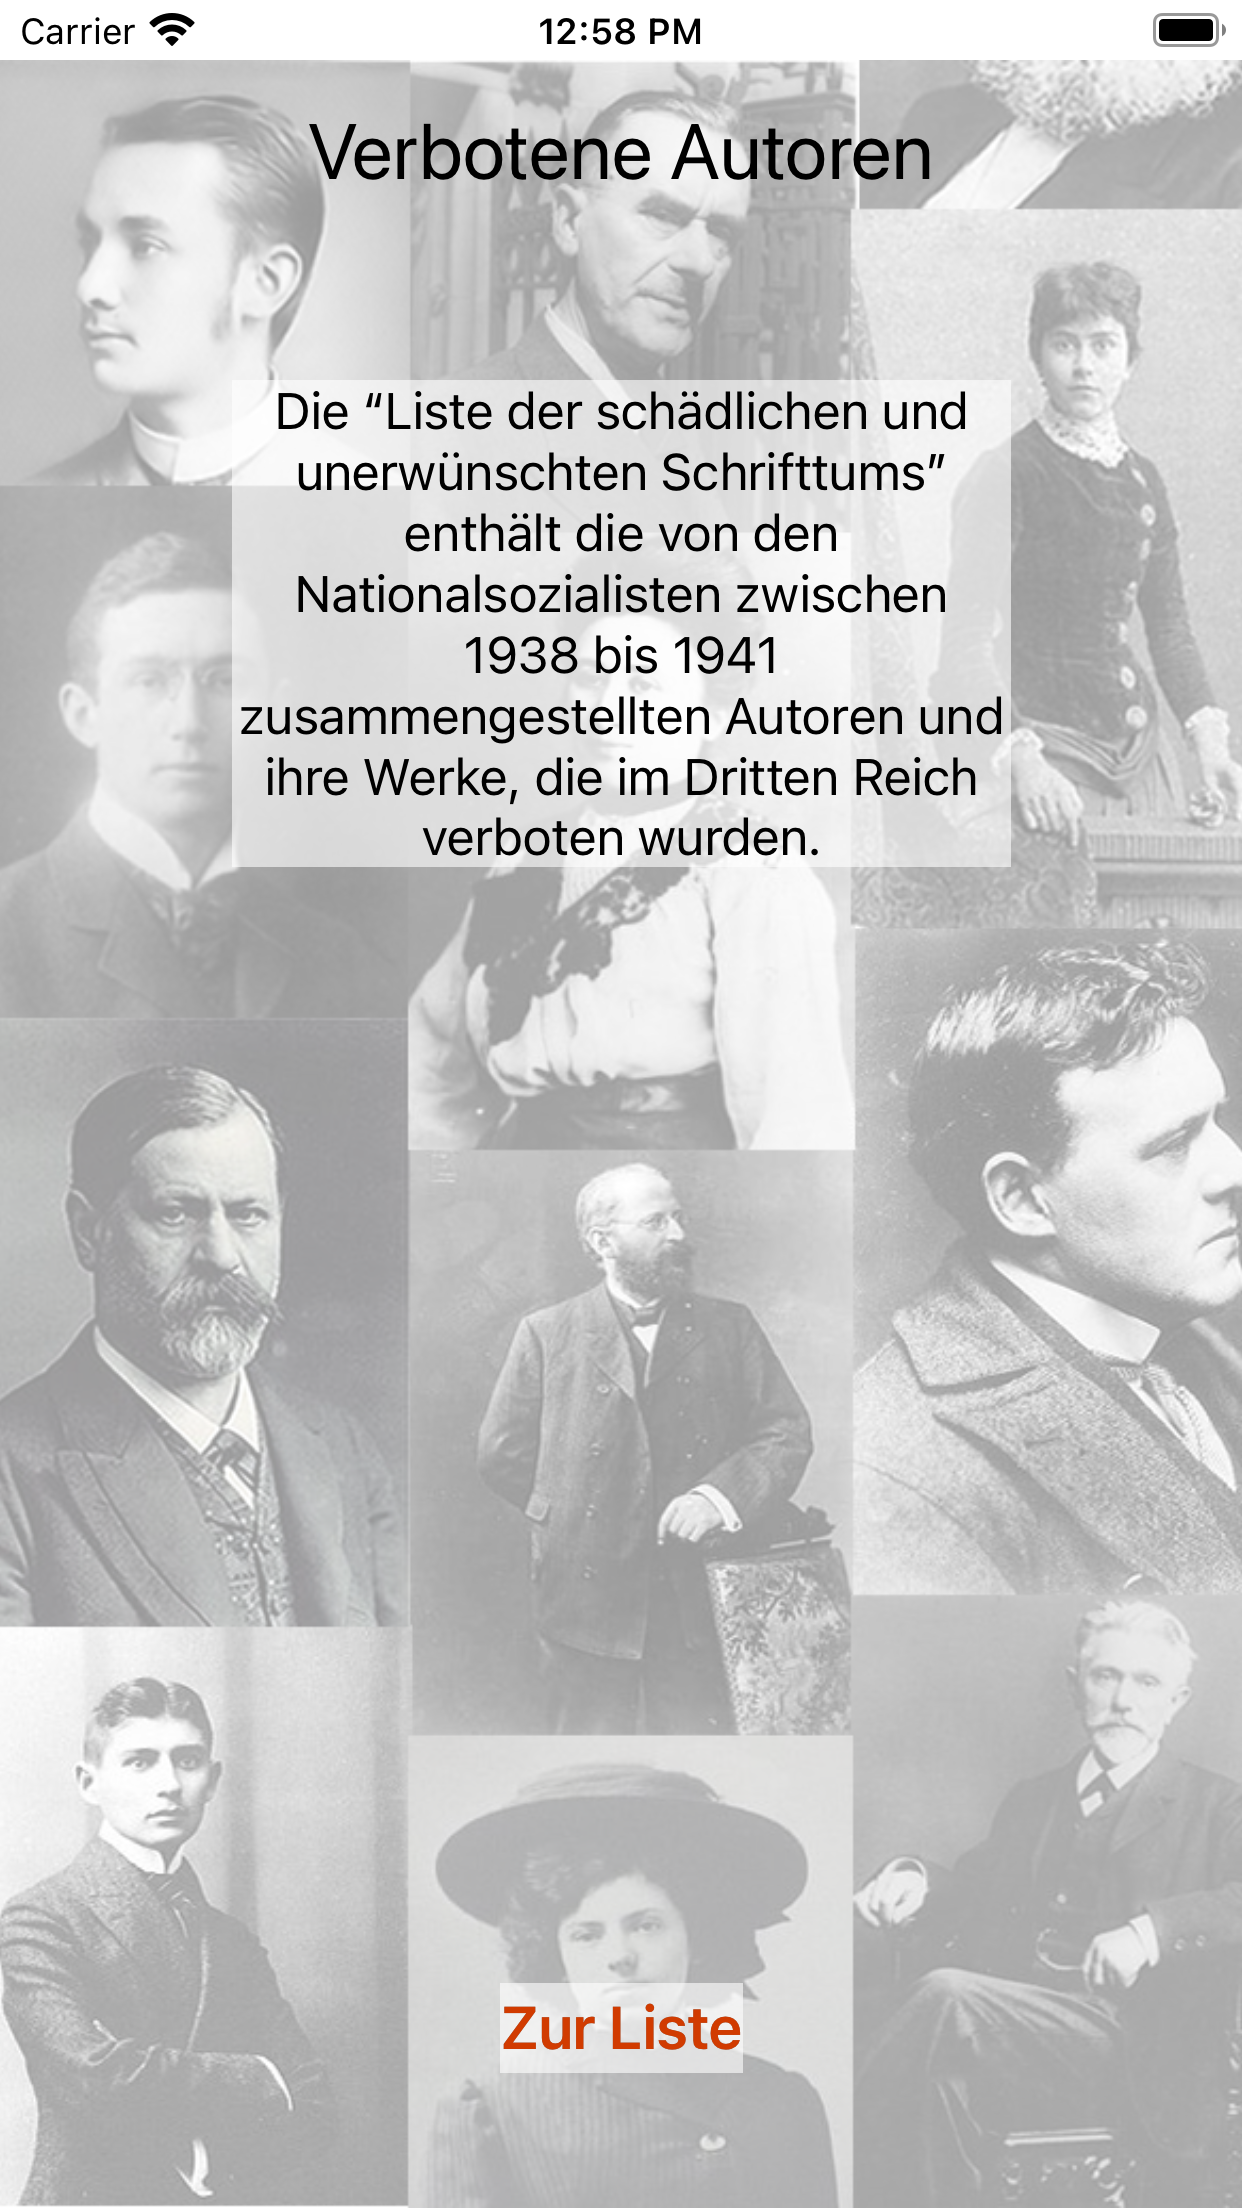 Carrier 12:58 PM
Verbotene Autoren
Die “Liste der schädlichen und
unerwünschten Schrifttums”
enthält die von den
Nationalsozialisten zwischen
1938 bis 1941
zusammengestellten Autoren und
ihre Werke, die im Dritten Reich
verboten wurden.
Zur Liste